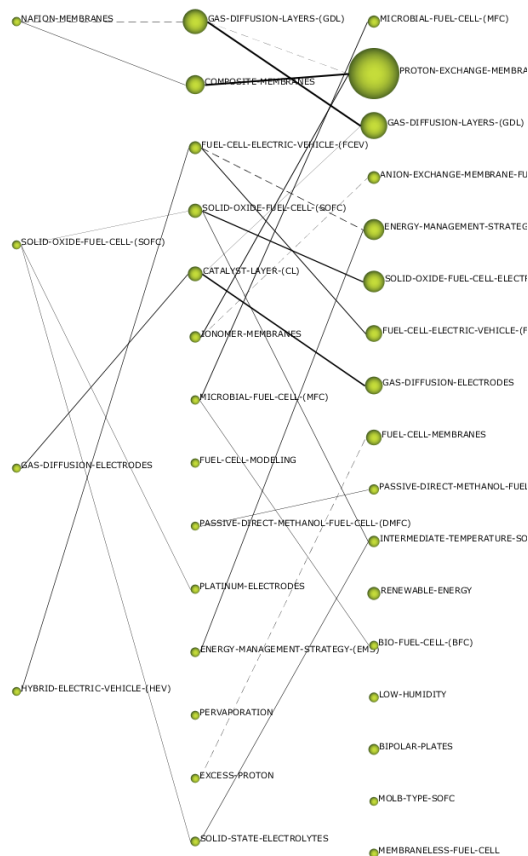 NAFION-MEMBRANES
SOLID-OXIDE-FUEL-CELL-(SOFC)
GAS-DIFFUSION-ELECTRODES
HYBRID-ELECTRIC-VEHICLE-(HEV)
GAS-DIFFUSION-LAYERS-(GDL)
COMPOSITE-MEMBRANES
FUEL-CELL-ELECTRIC-VEHICLE-(FCEV)
SOLID-OXIDE-FUEL-CELL-(SOFC)
CATALYST-LAYER-(CL)
IONOMER-MEMBRANES
MICROBIAL-FUEL-CELL-(MFC)
FUEL-CELL-MODELING
PASSIVE-DIRECT-METHANOL-FUEL-CELL-(DMFC)
PLATINUM-ELECTRODES
ENERGY-MANAGEMENT-STRATEGY-(EMS)
PERVAPORATION
EXCESS-PROTON
SOLID-STATE-ELECTROLYTES
MICROBIAL-FUEL-CELL-(MFC)
PROTON-EXCHANGE-MEMBRA
GAS-DIFFUSION-LAYERS-(GDL)
ANION-EXCHANGE-MEMBRANE-FU
ENERGY-MANAGEMENT-STRATEG
SOLID-OXIDE-FUEL-CELL-ELECTR
FUEL-CELL-ELECTRIC-VEHICLE-(F
GAS-DIFFUSION-ELECTRODES
FUEL-CELL-MEMBRANES
PASSIVE-DIRECT-METHANOL-FUEL
INTERMEDIATE-TEMPERATURE-SO
RENEWABLE-ENERGY
BIO-FUEL-CELL-(BFC)
LOW-HUMIDITY
BIPOLAR-PLATES
MOLB-TYPE-SOFC
MEMBRANELESS-FUEL-CELL